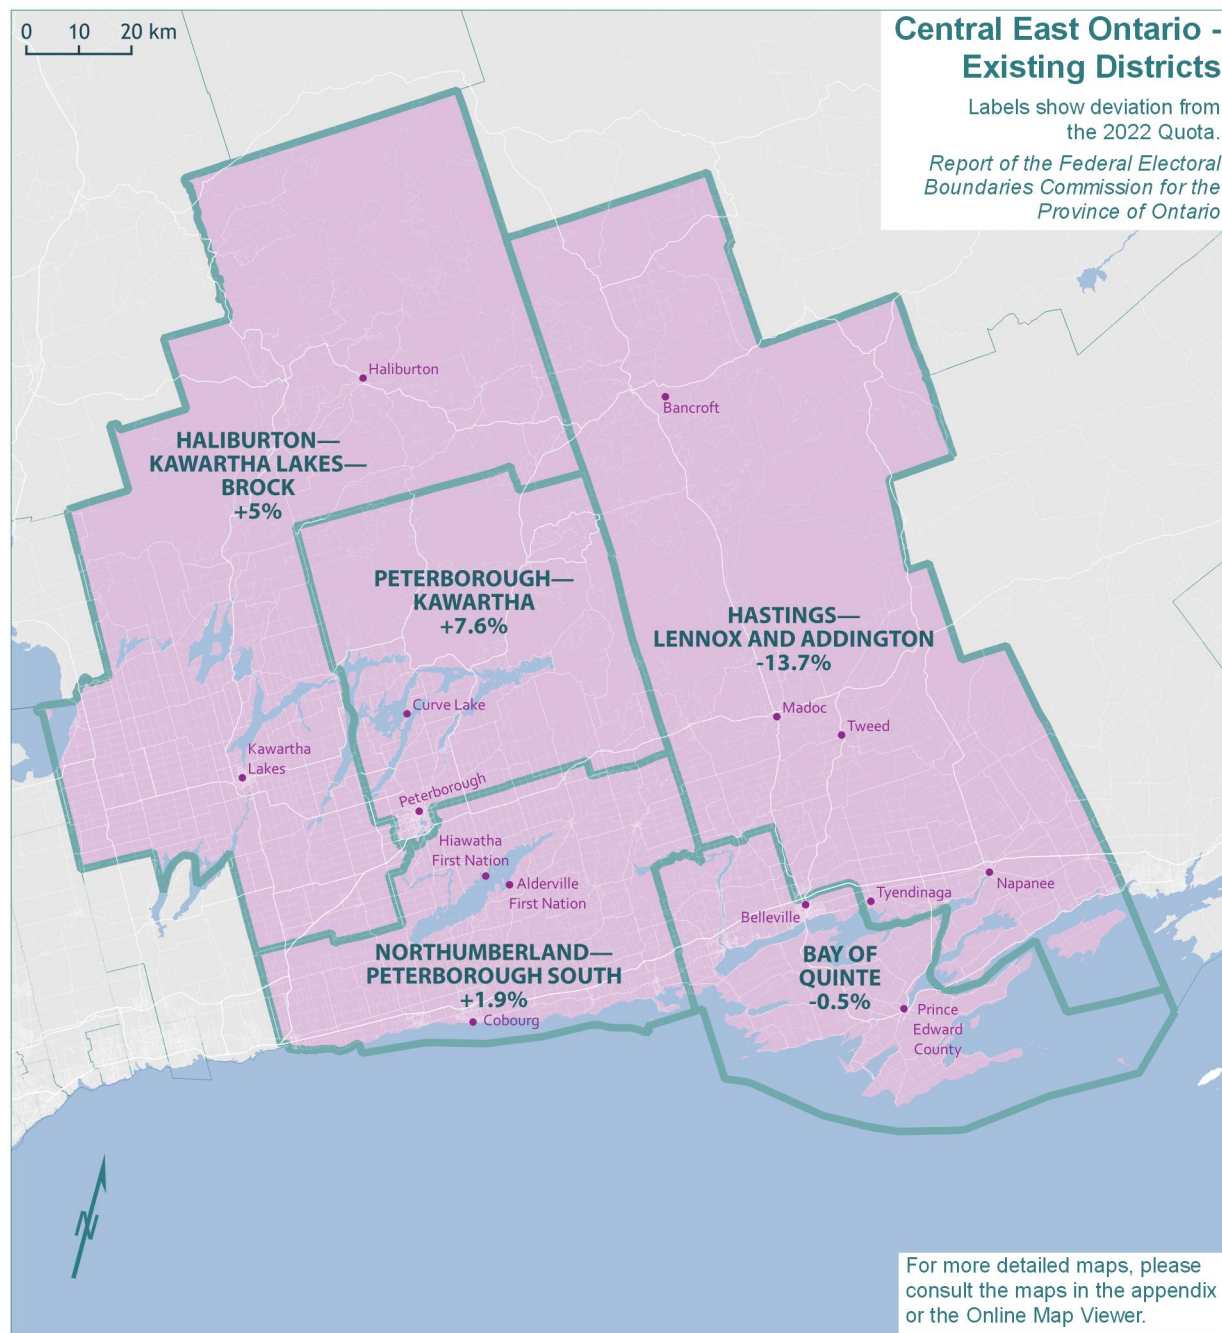 0 10 20 km
Central East Ontario -
Existing Districts
Labels show deviation from
the 2022 Quota.
Report of the Federal Electoral
Boundaries Commission for the
Province of Ontario
Haliburton
Bancroft
HALIBURTON—
KAWARTHA LAKES—
BROCK
+5%
PETERBOROUGH—
KAWARTHA
+7.6%
HASTINGS—
LENNOX AND ADDINGTON
-13.7%
Curve Lake
Madoc
Tweed
Kawartha
Lakes
Peterborough
Hiawatha
First Nation
Alderville
First Nation
Napanee
Tyendinaga
Belleville
NORTHUMBERLAND—
PETERBOROUGH SOUTH
+1.9%
BAY OF
QUINTE
-0.5%
Cobourg
Prince
Edward
County
N
For more detailed maps, please
consult the maps in the appendix
or the Online Map Viewer.